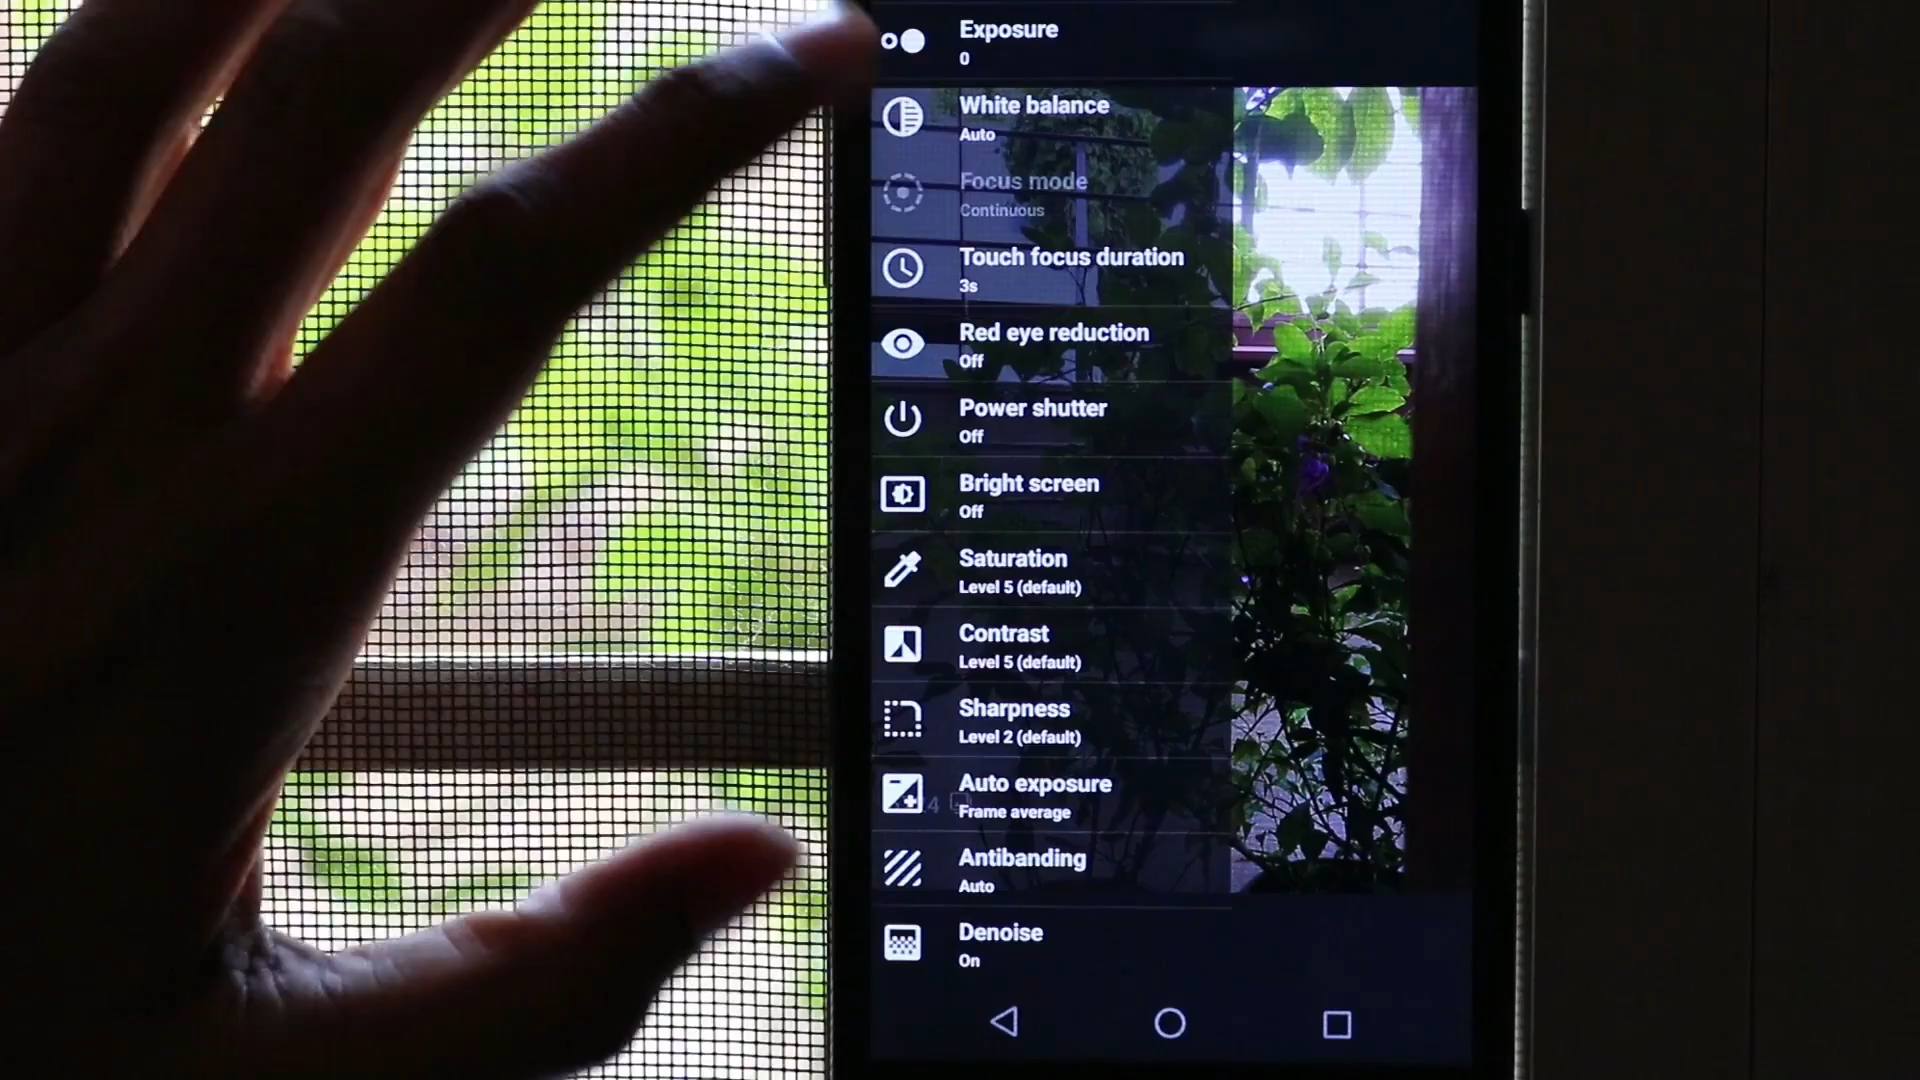 Exposure
0
White balance
Auto
Focus mode
Continuous
Touch focus duration
3s
Red eye reduction
Off
Power shutter
Off
Bright screen
Off
Saturation
Level 5 (default)
Contrast
Level 5 (default)
Sharpness
Level 2 (default)
Auto exposure
Frame average
Antibanding
Auto
Denoise
On